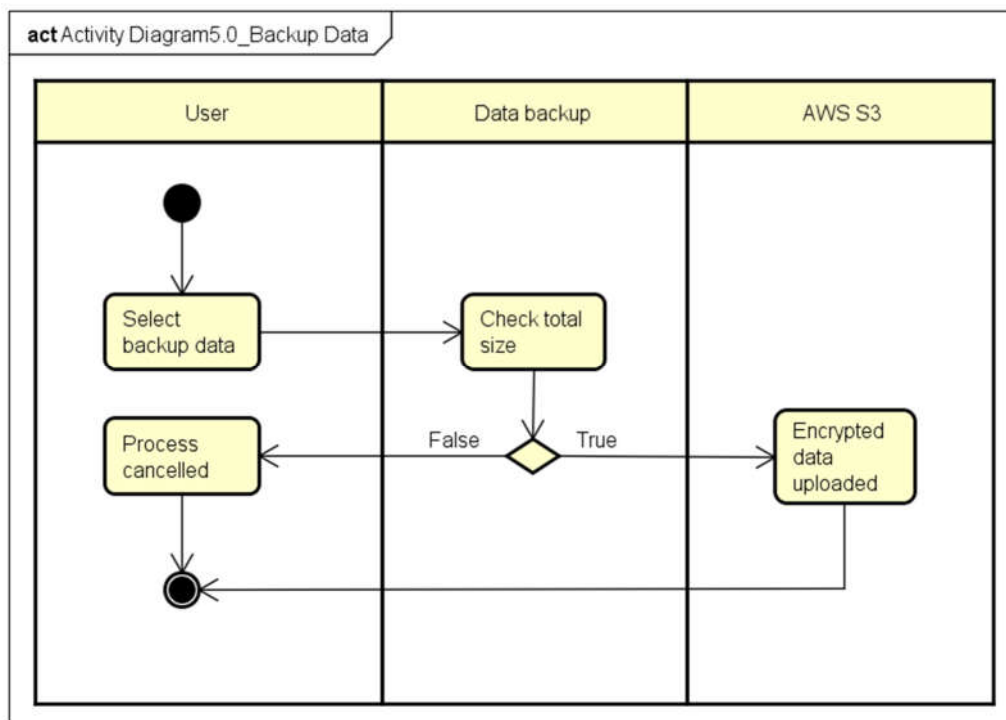 act Activity Diagram5.0_Backup Data
User
Data backup
AWS S3
Select
backup data
Check total
size
Process
cancelled
False
True
Encrypted
data
uploaded